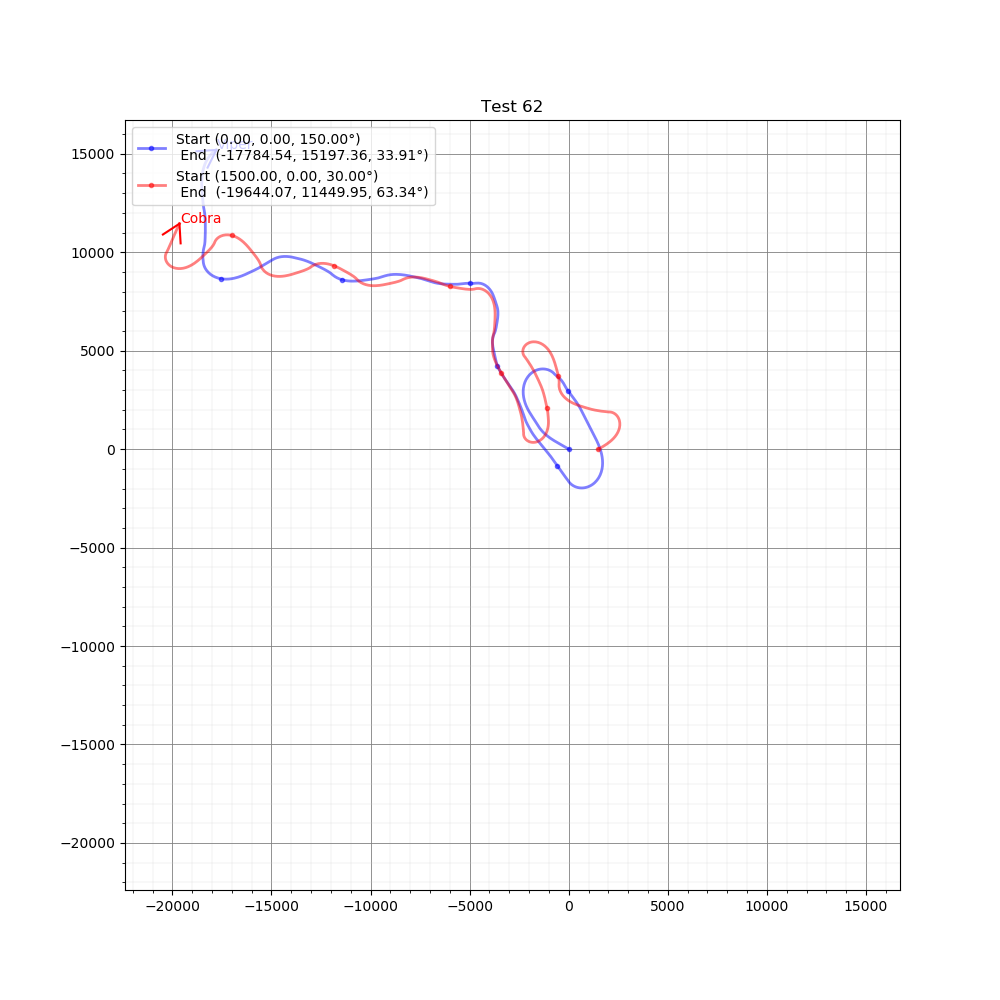 Test 62
Start (0.00, 0.00, 150.00°)
End (-17784.54, 15197.36, 33.91°)
Start (1500.00, 0.00, 30.00°)
End (-19644.07, 11449.95, 63.34°)
Cobra
15000
10000
5000
0
−5000
−10000
−15000
−20000
−20000 −15000 −10000 −5000 0 5000 10000 15000